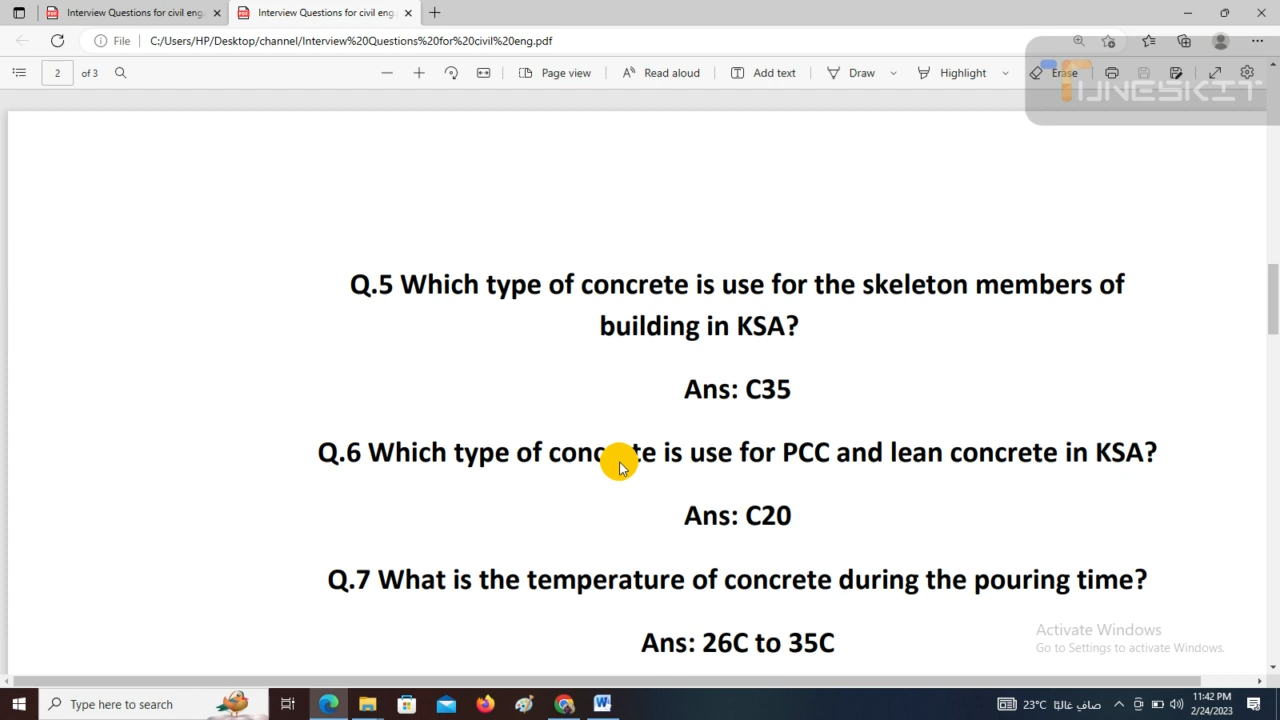 Interview Questions for civil eng
Interview Questions for civil eng
File
C:/Users/HP/Desktop/channel/Interview%20Questions%20for%20civil%20eng.pdf
2
of 3
Page view
Read aloud
Add text
Draw
Highlight
Erase
TUNESKIT
Q.5 Which type of concrete is use for the skeleton members of
building in KSA?
Ans: C35
Q.6 Which type of concrete is use for PCC and lean concrete in KSA?
Ans: C20
Q.7 What is the temperature of concrete during the pouring time?
Ans: 26C to 35C
Activate Windows
Go to Settings to activate Windows.
Type here to search
23°C صافٍ غالبًا
11:42 PM
2/24/2023